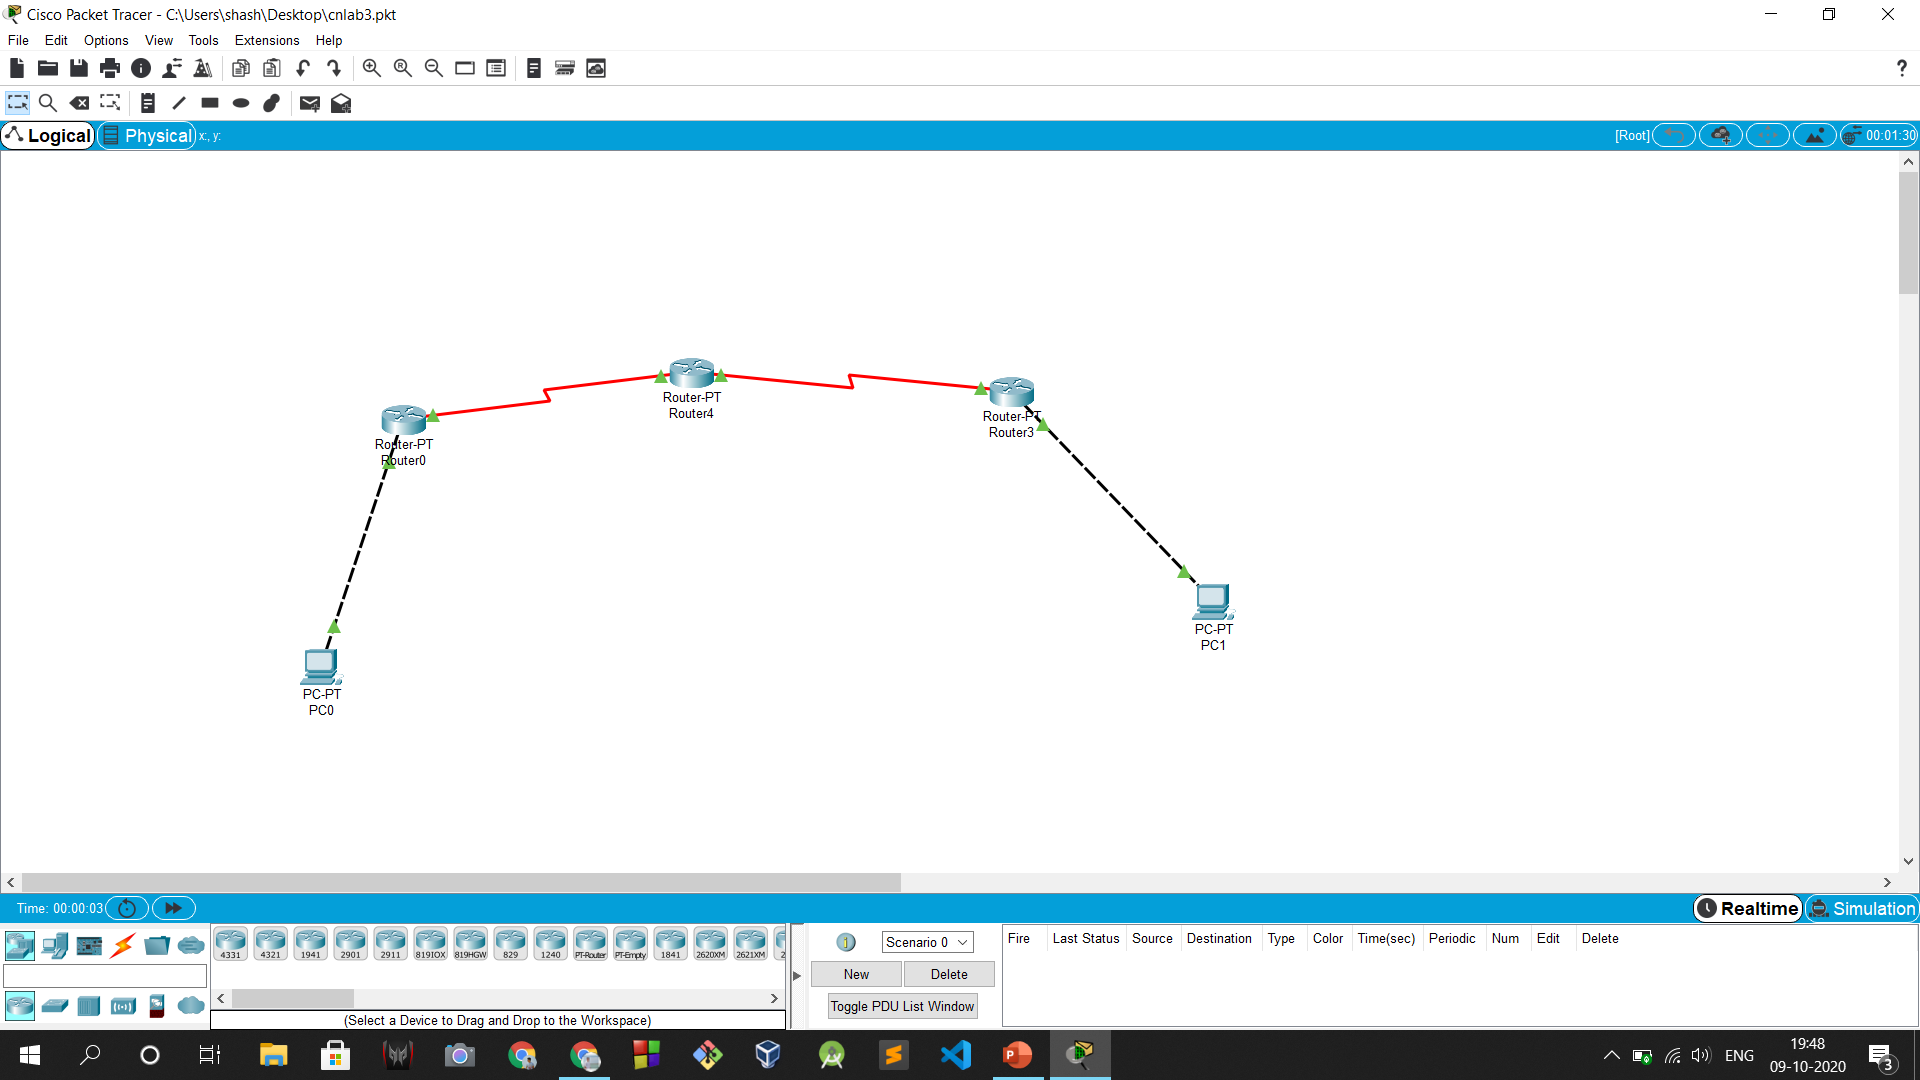 Cisco Packet Tracer - C:\Users\shash\Desktop\cnlab3.pkt
File Edit Options View Tools Extensions Help
?
Logical Physical x:, y: [Root] 00:01:30
Router-PT
Router4
Router-PT
Router3
Router-PT
Router0
PC-PT
PC1
PC-PT
PC0
Time: 00:00:03 Realtime Simulation
4331 4321 1941 2901 2911 819IOX 819HGW 829 1240 PT-Router PT-Empty 1841 2620XM 2621XM 2
(Select a Device to Drag and Drop to the Workspace)
Scenario 0
New Delete
Toggle PDU List Window
Fire Last Status Source Destination Type Color Time(sec) Periodic Num Edit Delete
ENG
19:48
09-10-2020
3